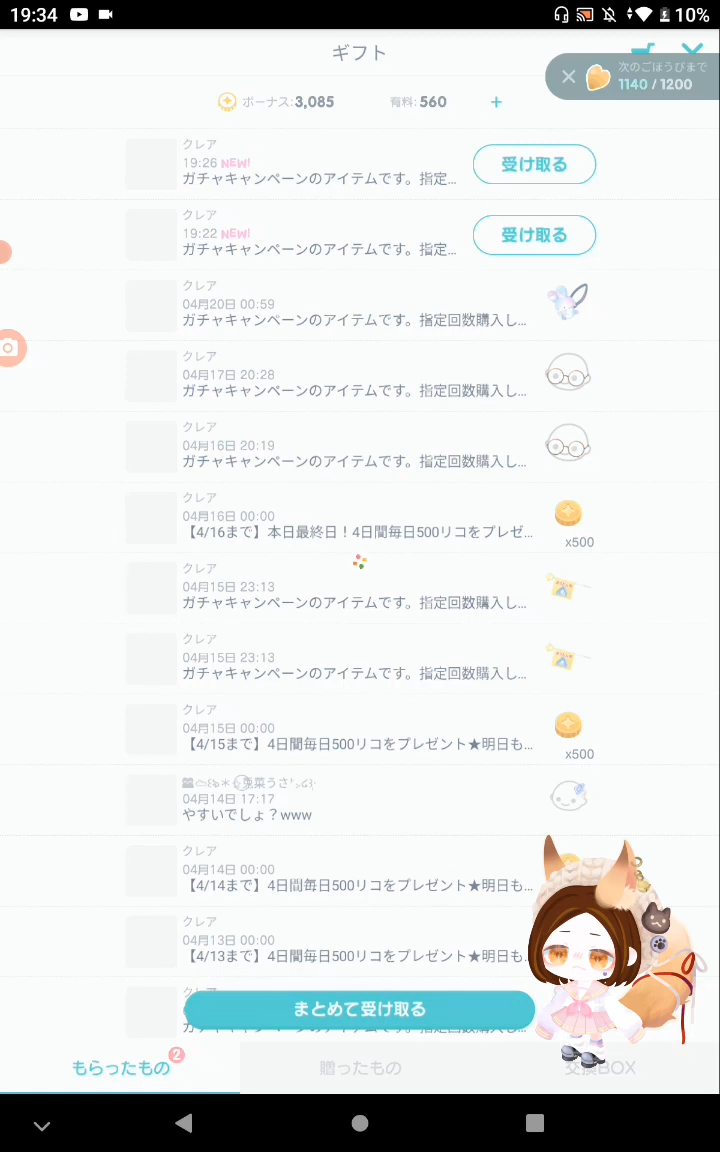 19:34
10%
ギフト
次のごほうびまで
1140 / 1200
ボーナス:3,085
有料:560
+
クレア
19:26 NEW!
ガチャキャンペーンのアイテムです。指定...
受け取る
クレア
19:22 NEW!
ガチャキャンペーンのアイテムです。指定...
受け取る
クレア
04月20日 00:59
ガチャキャンペーンのアイテムです。指定回数購入し...
クレア
04月17日 20:28
ガチャキャンペーンのアイテムです。指定回数購入し...
クレア
04月16日 20:19
ガチャキャンペーンのアイテムです。指定回数購入し...
クレア
04月16日 00:00
【4/16まで】本日最終日！4日間毎日500リコをプレゼ...
x500
クレア
04月15日 23:13
ガチャキャンペーンのアイテムです。指定回数購入し...
クレア
04月15日 23:13
ガチャキャンペーンのアイテムです。指定回数購入し...
クレア
04月15日 00:00
【4/15まで】4日間毎日500リコをプレゼント★明日も...
x500
菜うさ
04月14日 17:17
やすいでしょ？www
クレア
04月14日 00:00
【4/14まで】4日間毎日500リコをプレゼント★明日も...
クレア
04月13日 00:00
【4/13まで】4日間毎日500リコをプレゼント★明日も...
まとめて受け取る
もらったもの
2
贈ったもの
交換BOX